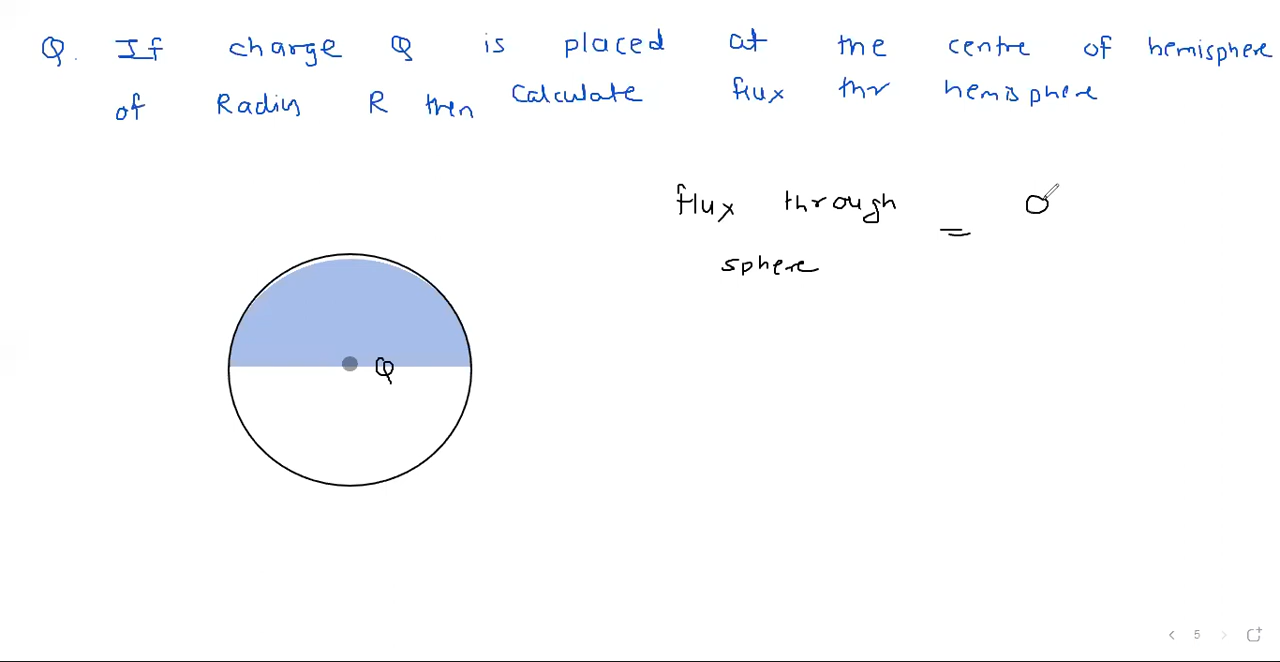 Q. If charge Q is placed at the centre of hemisphere
of Radius R then Calculate flux thr hemisphere
flux through =
sphere
Q
5